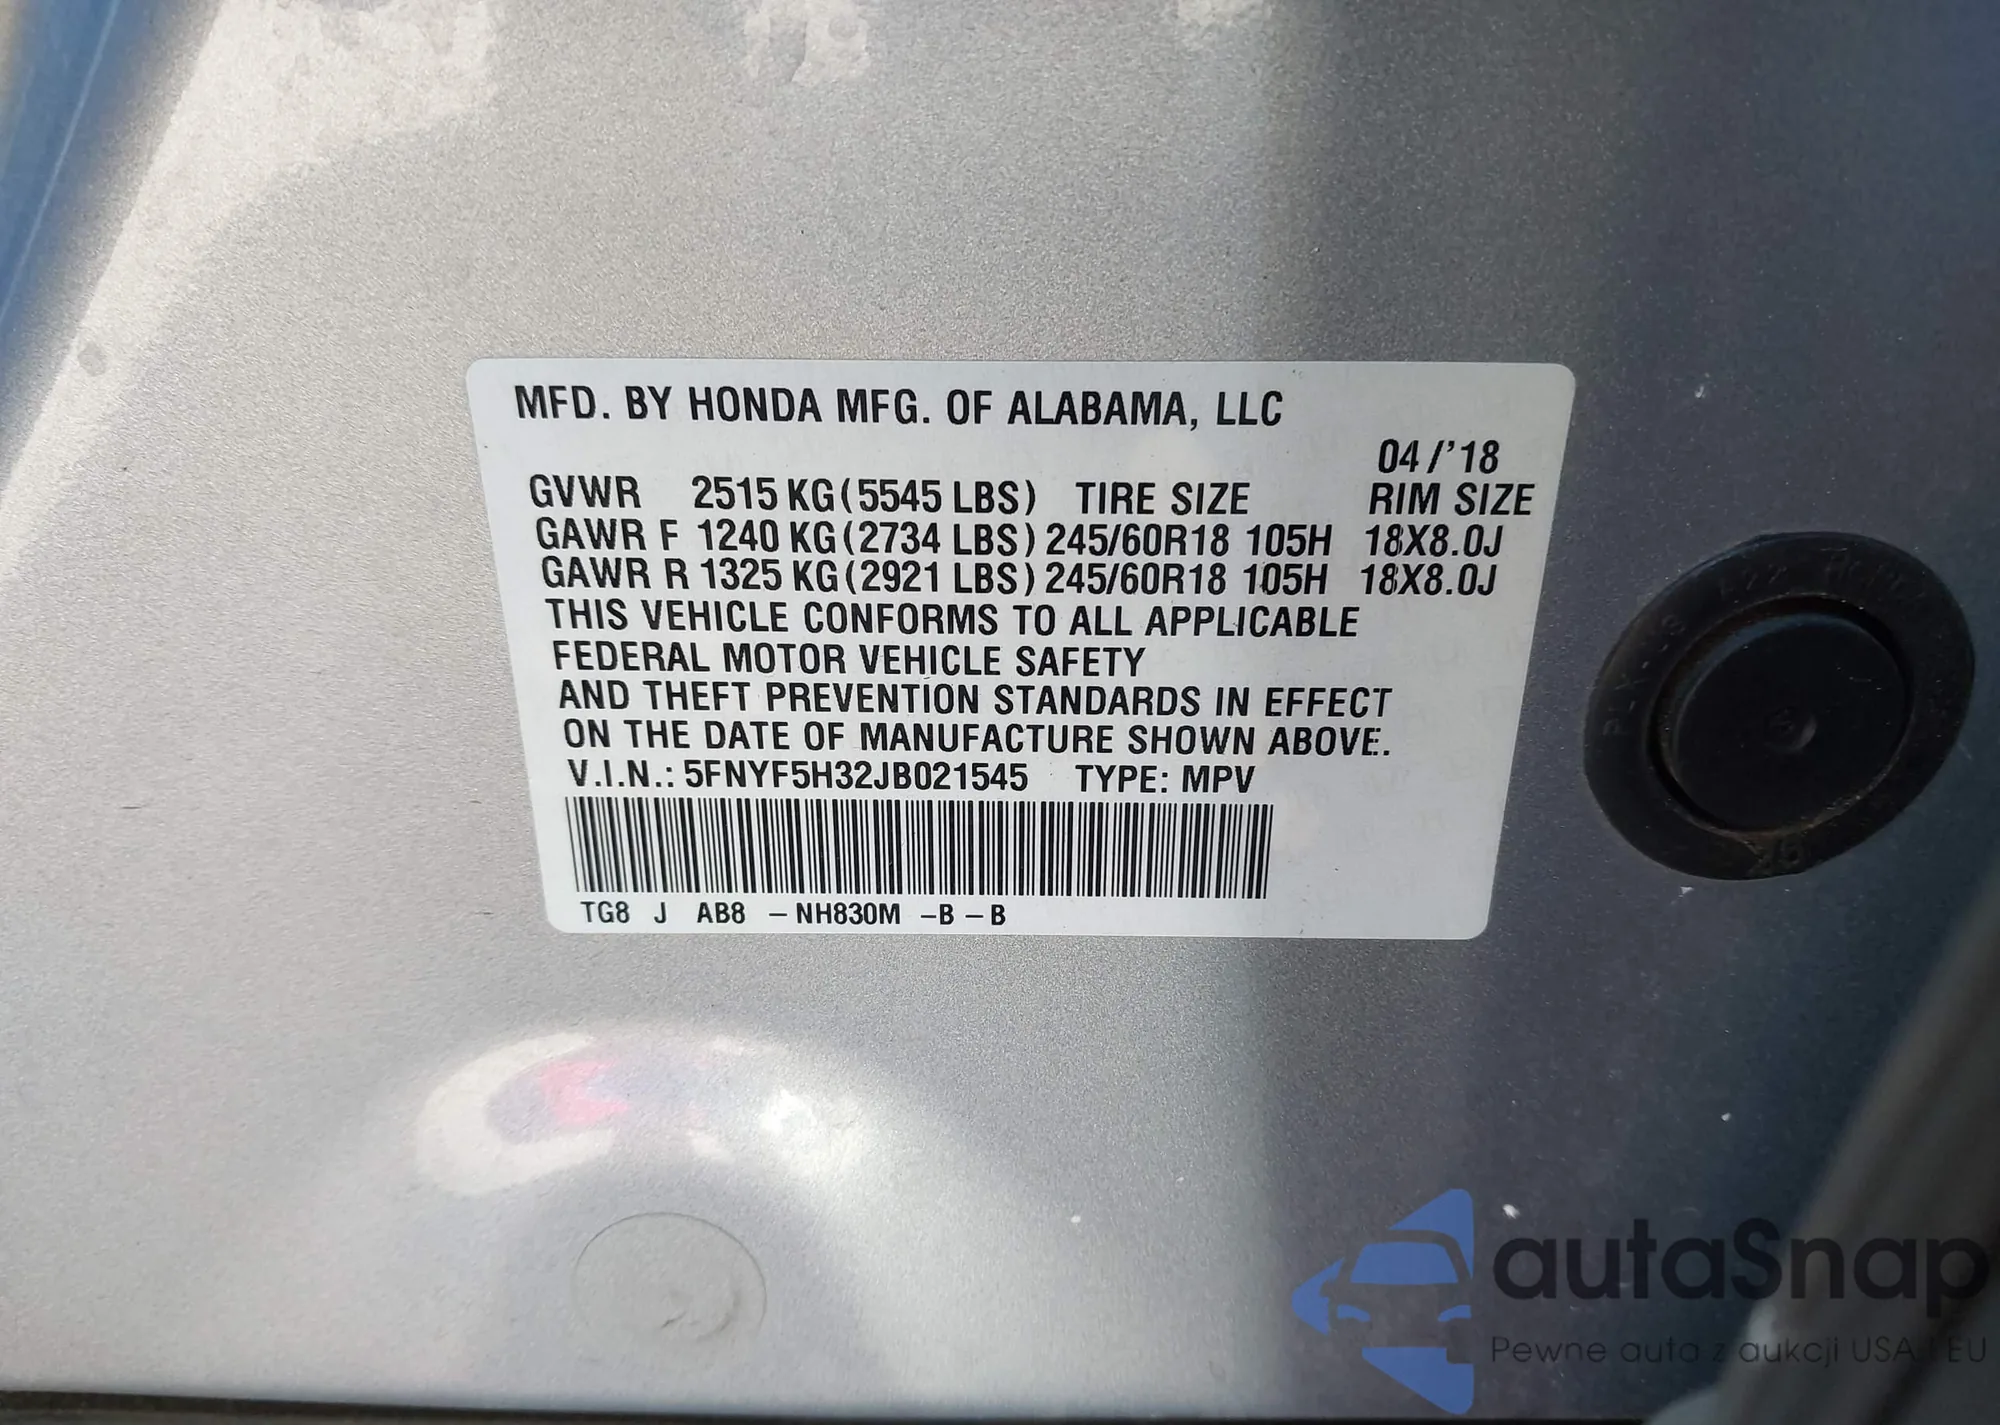 MFD. BY HONDA MFG. OF ALABAMA, LLC
04/'18
GVWR 2515 KG(5545 LBS) TIRE SIZE RIM SIZE
GAWR F 1240 KG(2734 LBS) 245/60R18 105H 18X8.0J
GAWR R 1325 KG(2921 LBS) 245/60R18 105H 18X8.0J
THIS VEHICLE CONFORMS TO ALL APPLICABLE
FEDERAL MOTOR VEHICLE SAFETY
AND THEFT PREVENTION STANDARDS IN EFFECT
ON THE DATE OF MANUFACTURE SHOWN ABOVE.
V.I.N.: 5FNYF5H32JB021545 TYPE: MPV
TG8 J AB8 -NH830M -B-B
autaSnap
Pewne auta z aukcji USA i EU